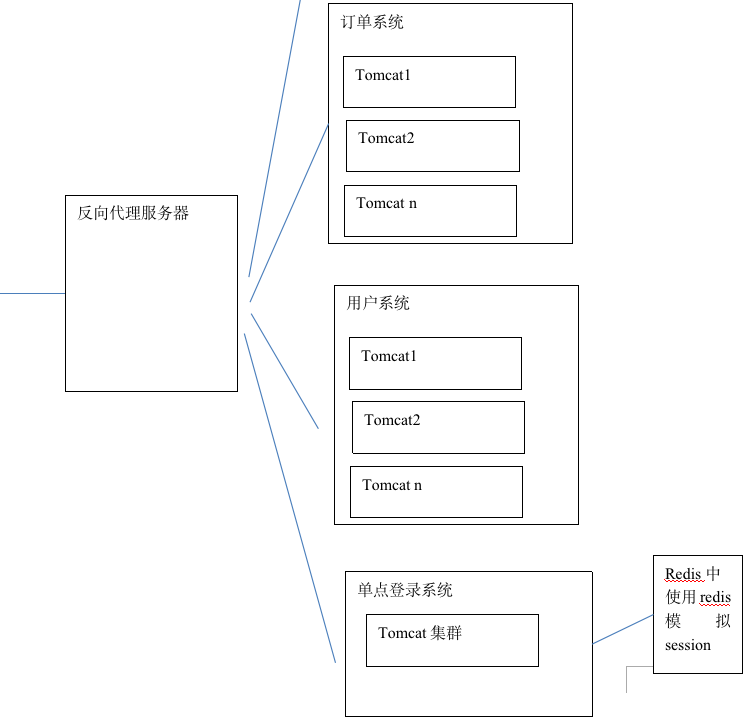 订单系统
Tomcat1
Tomcat2
Tomcat n
反向代理服务器
用户系统
Tomcat1
Tomcat2
Tomcat n
单点登录系统
Tomcat 集群
Redis 中
使用 redis
模 拟
session